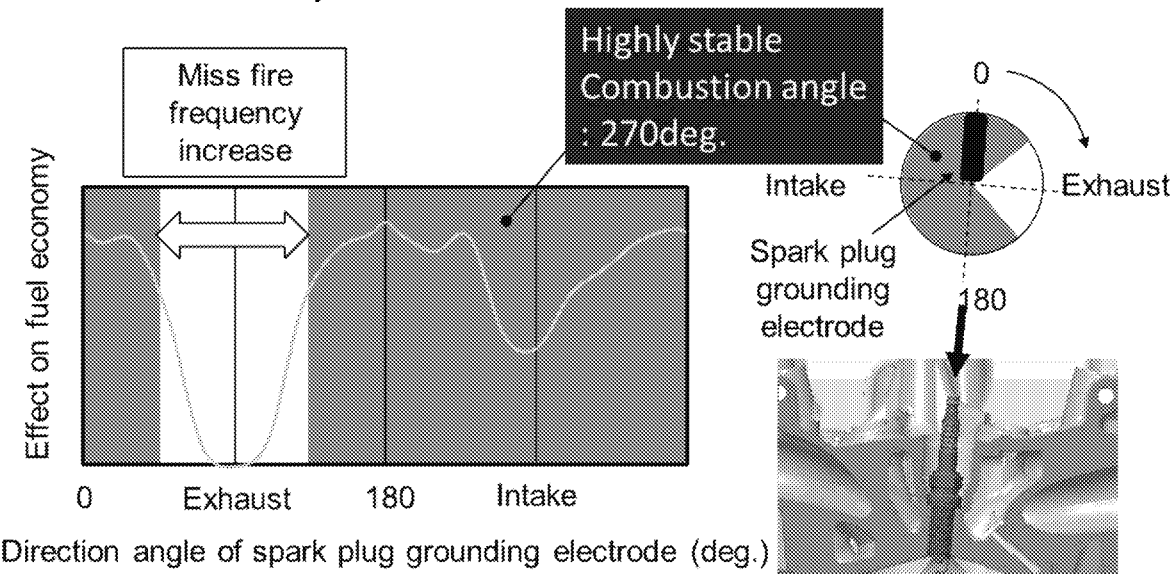 Miss fire
frequency
increase
Highly stable
Combustion angle
: 270deg.
0
Intake
Exhaust
Spark plug
grounding
electrode
180
Effect on fuel economy
0
Exhaust
180
Intake
Direction angle of spark plug grounding electrode (deg.)